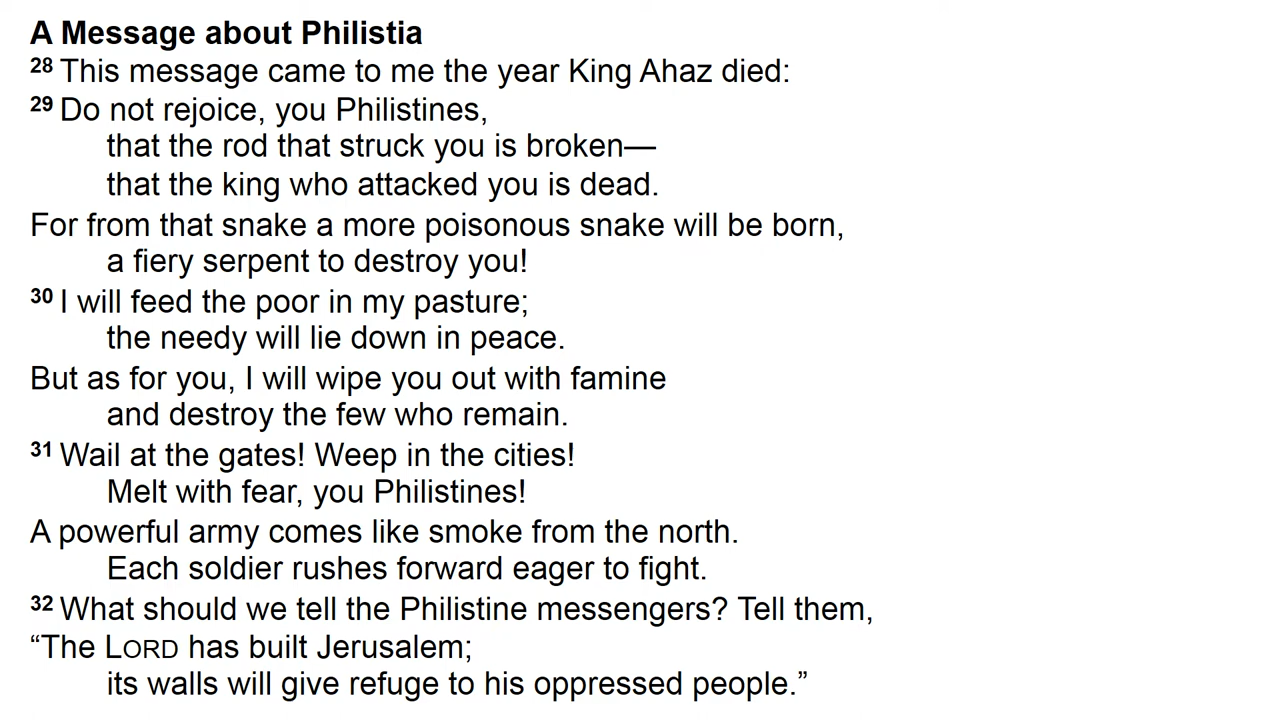 A Message about Philistia
28 This message came to me the year King Ahaz died:
29 Do not rejoice, you Philistines,
that the rod that struck you is broken—
that the king who attacked you is dead.
For from that snake a more poisonous snake will be born,
a fiery serpent to destroy you!
30 I will feed the poor in my pasture;
the needy will lie down in peace.
But as for you, I will wipe you out with famine
and destroy the few who remain.
31 Wail at the gates! Weep in the cities!
Melt with fear, you Philistines!
A powerful army comes like smoke from the north.
Each soldier rushes forward eager to fight.
32 What should we tell the Philistine messengers? Tell them,
“The LORD has built Jerusalem;
its walls will give refuge to his oppressed people.”